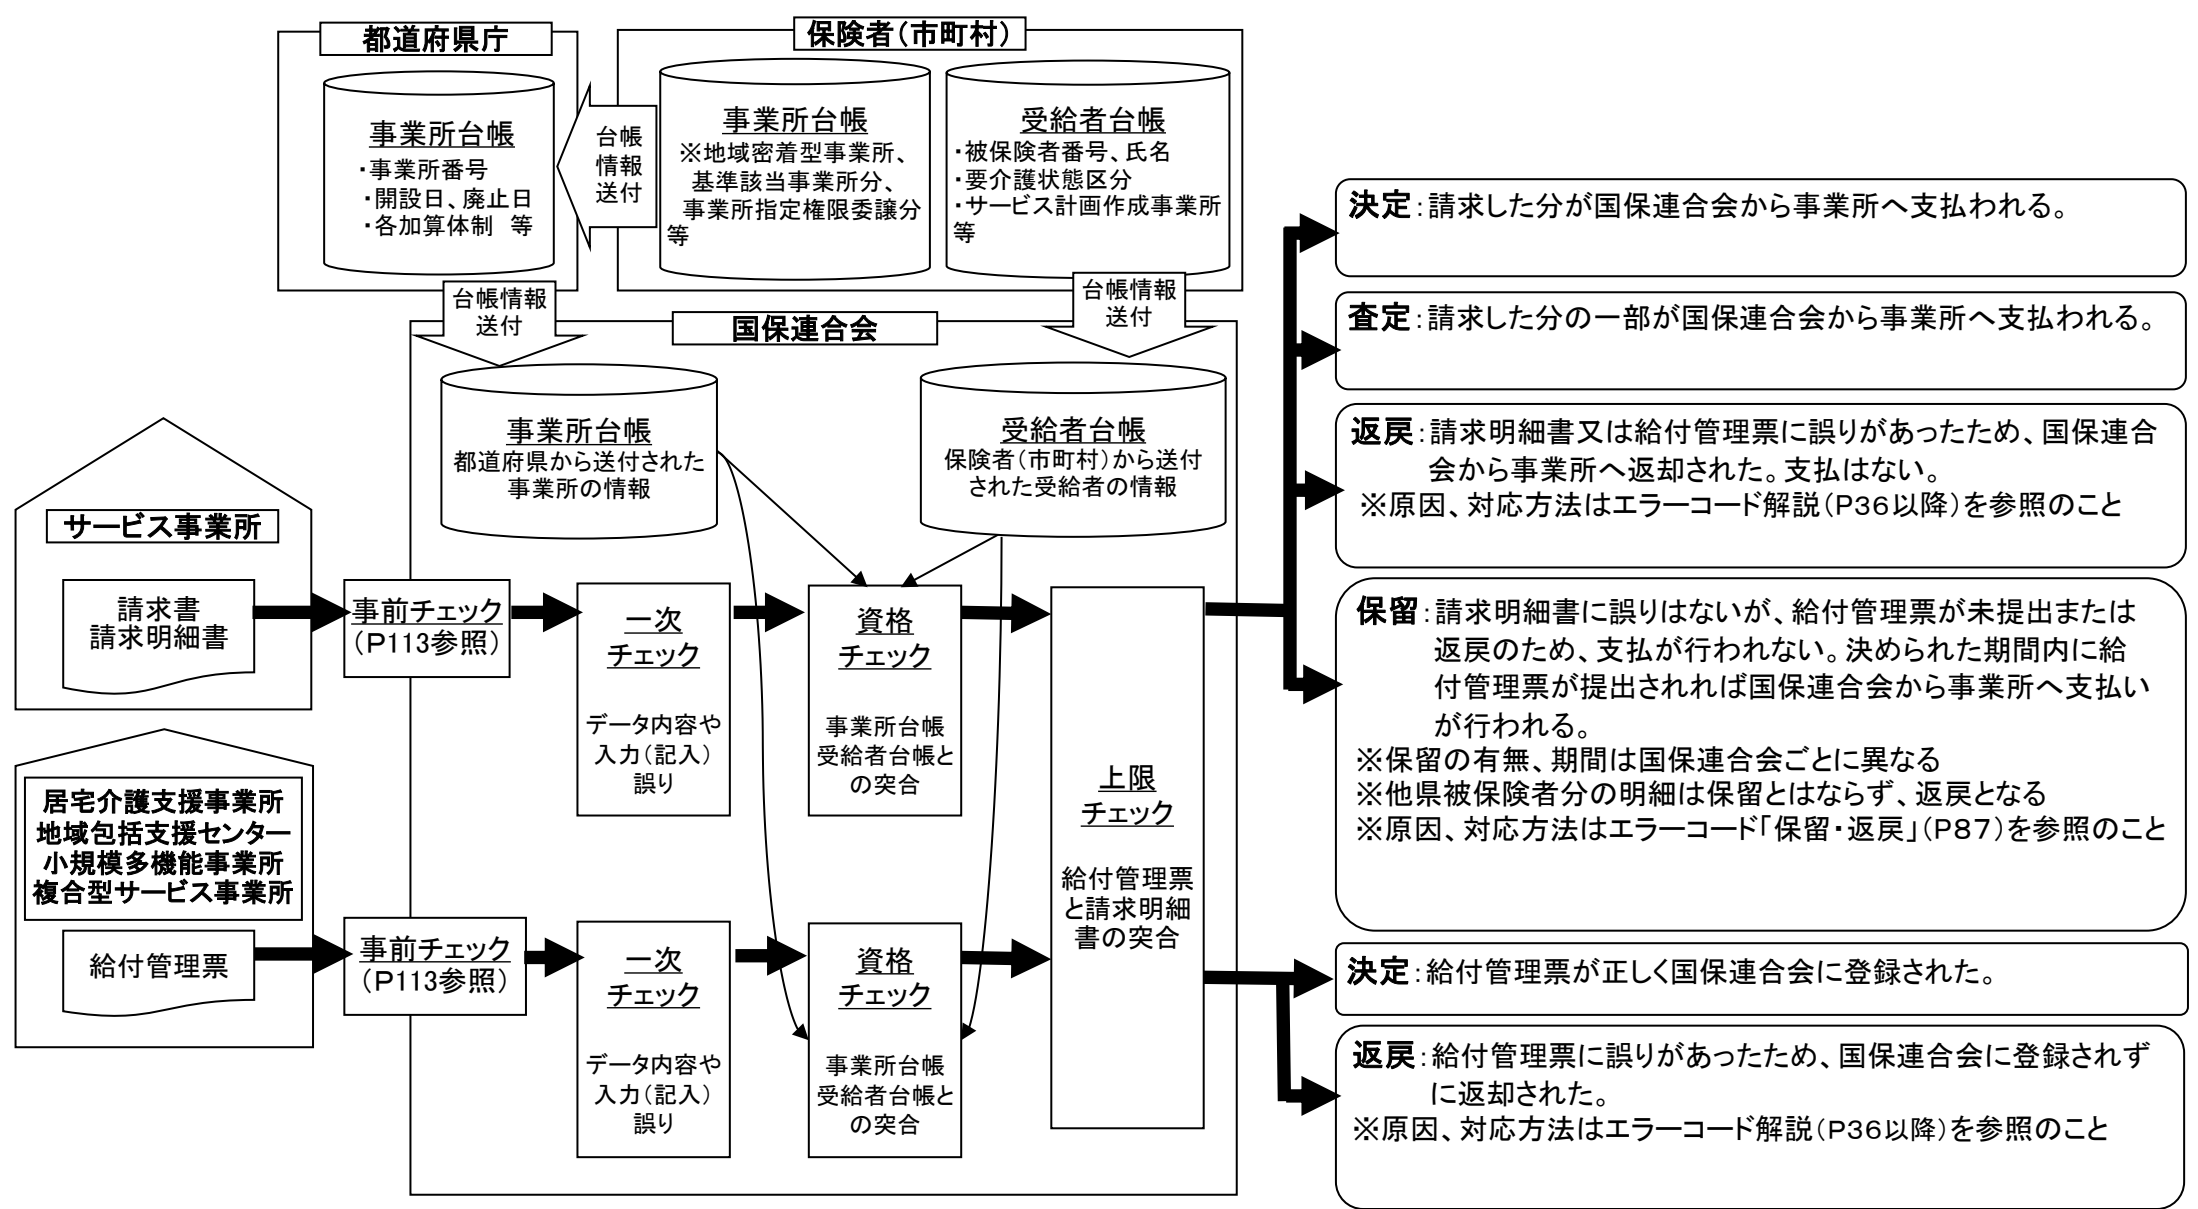 都道府県庁
事業所台帳
・事業所番号
・開設日、廃止日
・各加算体制　等
台帳
情報
送付
保険者（市町村）
事業所台帳
※地域密着型事業所、
基準該当事業所分、
事業所指定権限委譲分
等
受給者台帳
・被保険者番号、氏名
・要介護状態区分
・サービス計画作成事業所
等
台帳情報
送付
台帳情報
送付
国保連合会
事業所台帳
都道府県から送付された
事業所の情報
受給者台帳
保険者（市町村）から送付
された受給者の情報
サービス事業所
請求書
請求明細書
事前チェック
（P113参照）
一次
チェック
データ内容や
入力（記入）
誤り
資格
チェック
事業所台帳
受給者台帳と
の突合
居宅介護支援事業所
地域包括支援センター
小規模多機能事業所
複合型サービス事業所
給付管理票
事前チェック
（P113参照）
一次
チェック
データ内容や
入力（記入）
誤り
資格
チェック
事業所台帳
受給者台帳と
の突合
上限
チェック
給付管理票
と請求明細
書の突合
決定：請求した分が国保連合会から事業所へ支払われる。
査定：請求した分の一部が国保連合会から事業所へ支払われる。
返戻：請求明細書又は給付管理票に誤りがあったため、国保連合
会から事業所へ返却された。支払はない。
※原因、対応方法はエラーコード解説（P36以降）を参照のこと
保留：請求明細書に誤りはないが、給付管理票が未提出または
返戻のため、支払が行われない。決められた期間内に給
付管理票が提出されれば国保連合会から事業所へ支払い
が行われる。
※保留の有無、期間は国保連合会ごとに異なる
※他県被保険者分の明細は保留とはならず、返戻となる
※原因、対応方法はエラーコード「保留・返戻」（P87）を参照のこと
決定：給付管理票が正しく国保連合会に登録された。
返戻：給付管理票に誤りがあったため、国保連合会に登録されず
に返却された。
※原因、対応方法はエラーコード解説（P36以降）を参照のこと